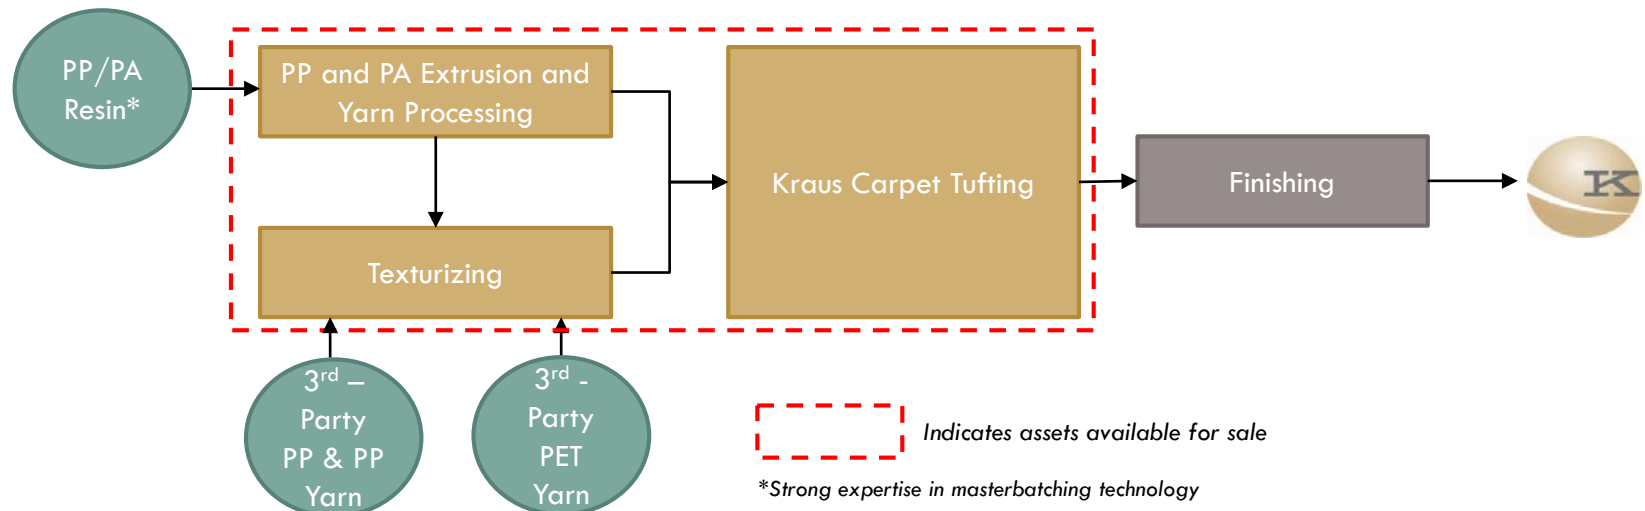 PP/PA
Resin*
PP and PA Extrusion and
Yarn Processing
Kraus Carpet Tufting
Finishing
K
Texturizing
3rd –
Party
PP & PP
Yarn
3rd -
Party
PET
Yarn
Indicates assets available for sale
*Strong expertise in masterbatching technology